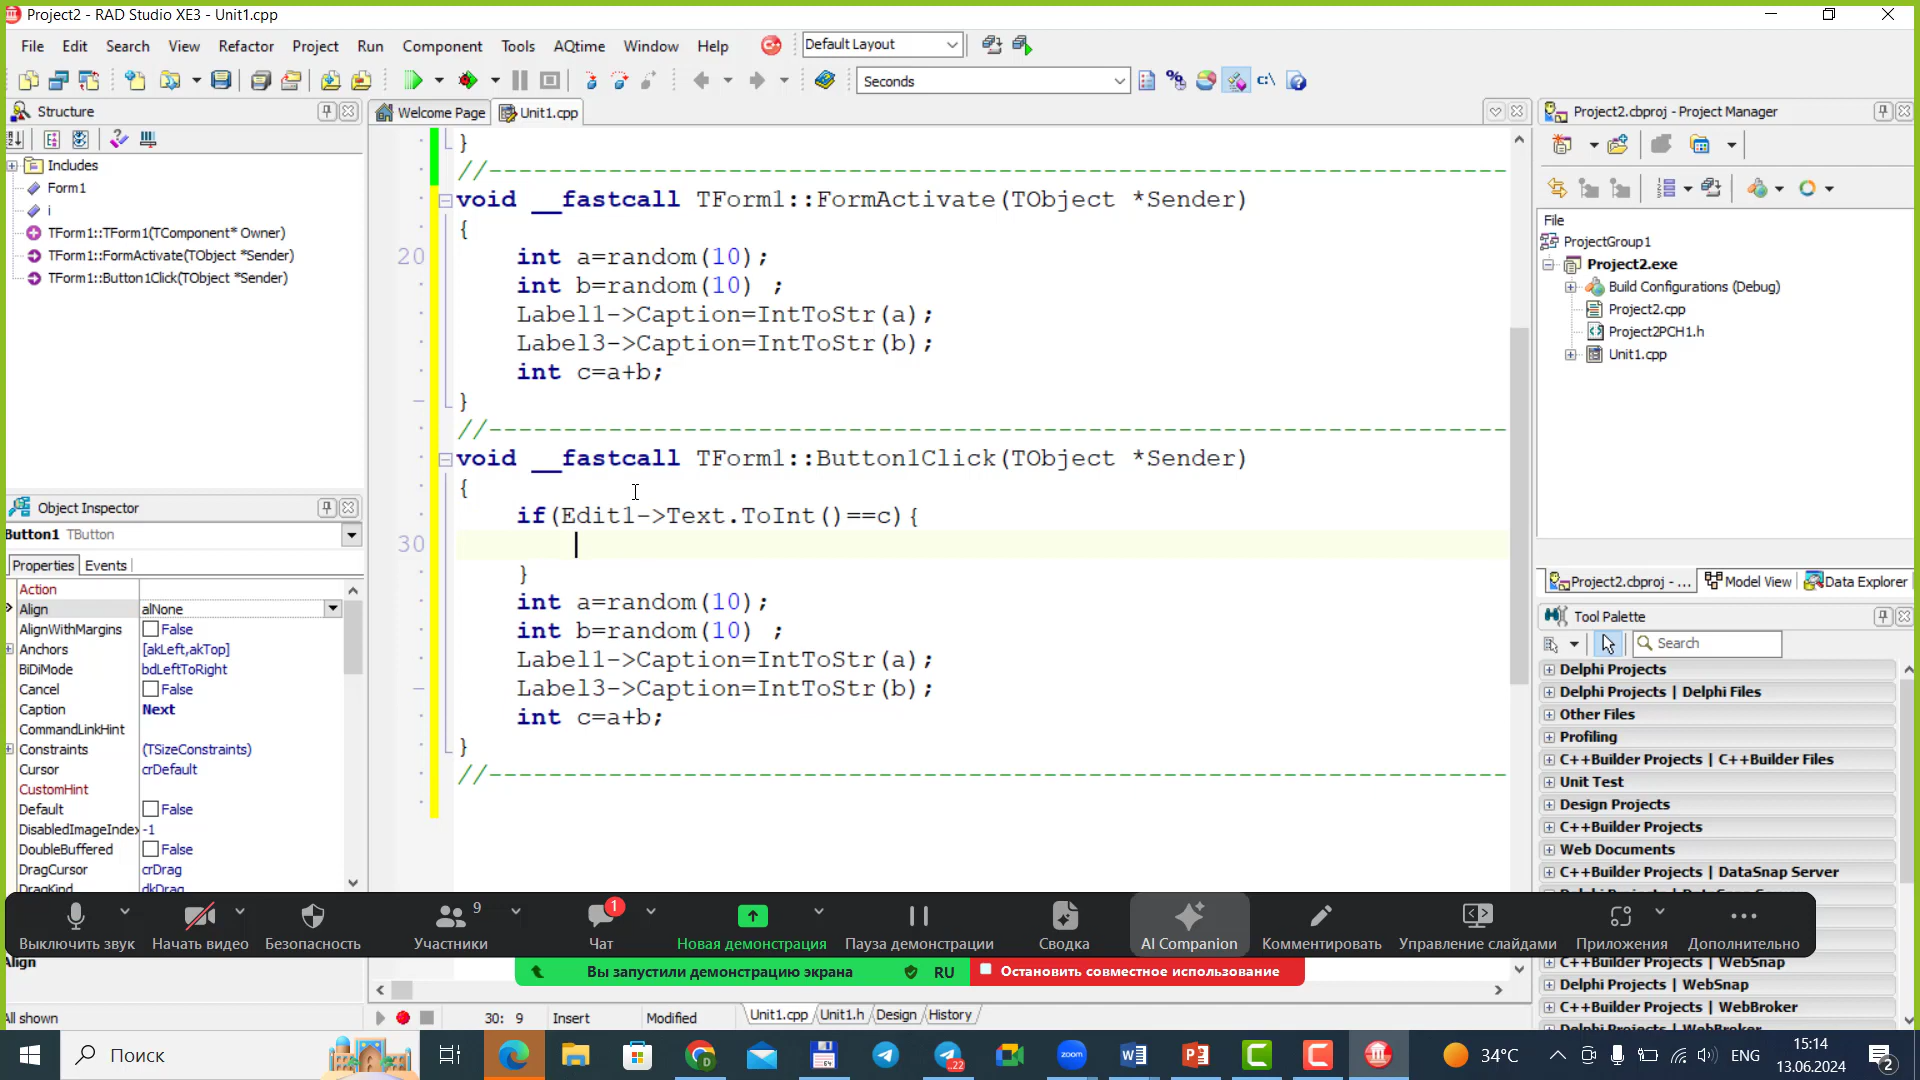 Project2 - RAD Studio XE3 - Unit1.cpp
File Edit Search View Refactor Project Run Component Tools AQtime Window Help Default Layout
Seconds
Structure
Welcome Page Unit1.cpp
Project2.cbproj - Project Manager
Includes
Form1
i
TForm1::TForm1(TComponent* Owner)
TForm1::FormActivate(TObject *Sender)
TForm1::Button1Click(TObject *Sender)
}
//---------------------------------------------------------------------
void __fastcall TForm1::FormActivate(TObject *Sender)
{
20 int a=random(10);
int b=random(10) ;
Label1->Caption=IntToStr(a);
Label3->Caption=IntToStr(b);
int c=a+b;
}
//---------------------------------------------------------------------
void __fastcall TForm1::Button1Click(TObject *Sender)
{
if(Edit1->Text.ToInt()==c){
30
}
int a=random(10);
int b=random(10) ;
Label1->Caption=IntToStr(a);
Label3->Caption=IntToStr(b);
int c=a+b;
}
//---------------------------------------------------------------------
File
ProjectGroup1
Project2.exe
Build Configurations (Debug)
Project2.cpp
Project2PCH1.h
Unit1.cpp
Project2.cbproj - ... Model View Data Explorer
Tool Palette
Search
Delphi Projects
Delphi Projects | Delphi Files
Other Files
Profiling
C++Builder Projects | C++Builder Files
Unit Test
Design Projects
C++Builder Projects
Web Documents
C++Builder Projects | DataSnap Server
C++Builder Projects | WebSnap
Delphi Projects | WebSnap
C++Builder Projects | WebBroker
Delphi Projects | WebBroker
Object Inspector
Button1 TButton
Properties Events
Action
Align alNone
AlignWithMargins False
Anchors [akLeft,akTop]
BiDiMode bdLeftToRight
Cancel False
Caption Next
CommandLinkHint
Constraints (TSizeConstraints)
Cursor crDefault
CustomHint
Default False
DisabledImageIndex -1
DoubleBuffered False
DragCursor crDrag
DragKind dkDrag
Align
All shown
9
1
Выключить звук Начать видео Безопасность Участники Чат Новая демонстрация Пауза демонстрации Сводка AI Companion Комментировать Управление слайдами Приложения Дополнительно
Вы запустили демонстрацию экрана RU Остановить совместное использование
30: 9 Insert Modified Unit1.cpp Unit1.h Design History
Поиск
22
zoom
34°C ENG 15:14
13.06.2024
2